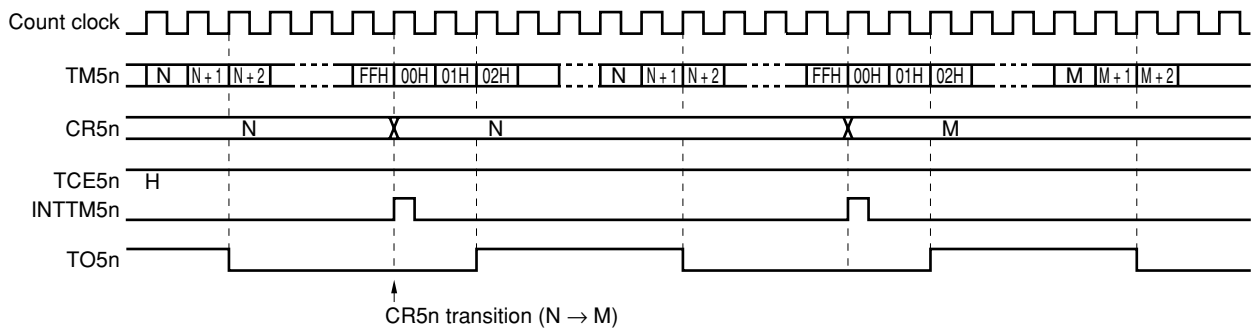 Count clock
TM5n N N + 1 N + 2 FFH 00H 01H 02H N N + 1 N + 2 FFH 00H 01H 02H M M + 1 M + 2
CR5n N N M
TCE5n H
INTTM5n
TO5n
CR5n transition (N → M)